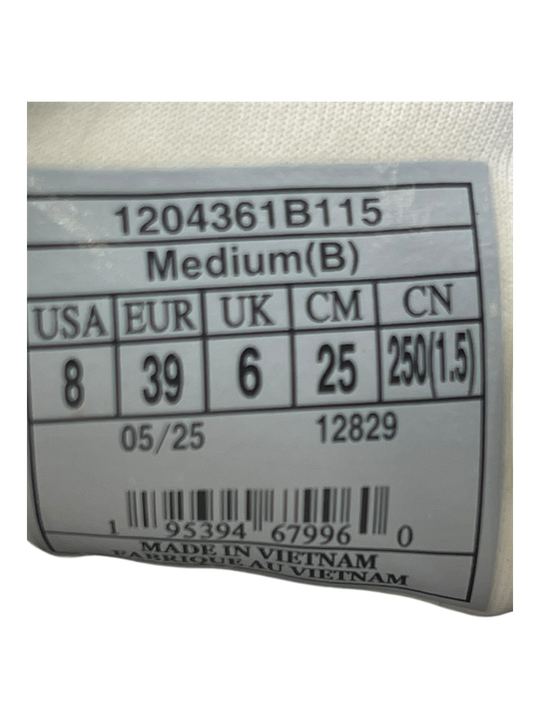 1204361B115
Medium(B)
USA EUR UK CM CN
8 39 6 25 250(1.5)
05/25 12829
1 95394 67996 0
MADE IN VIETNAM
FABRIQUE AU VIETNAM